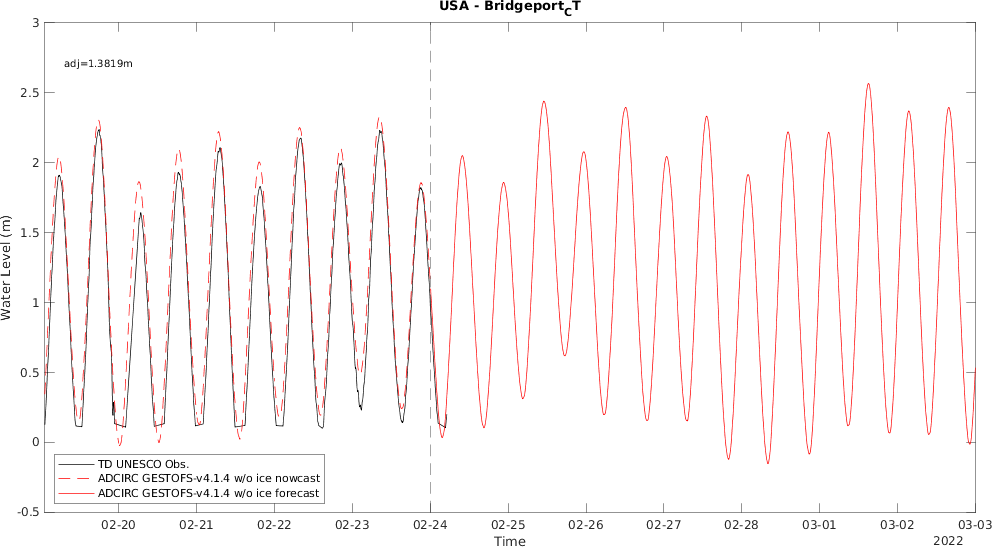 USA - Bridgeport_CT
adj=1.3819m
3
2.5
2
1.5
1
0.5
0
-0.5
Water Level (m)
TD UNESCO Obs.
ADCIRC GESTOFS-v4.1.4 w/o ice nowcast
ADCIRC GESTOFS-v4.1.4 w/o ice forecast
02-20 02-21 02-22 02-23 02-24 02-25 02-26 02-27 02-28 03-01 03-02 03-03
Time
2022